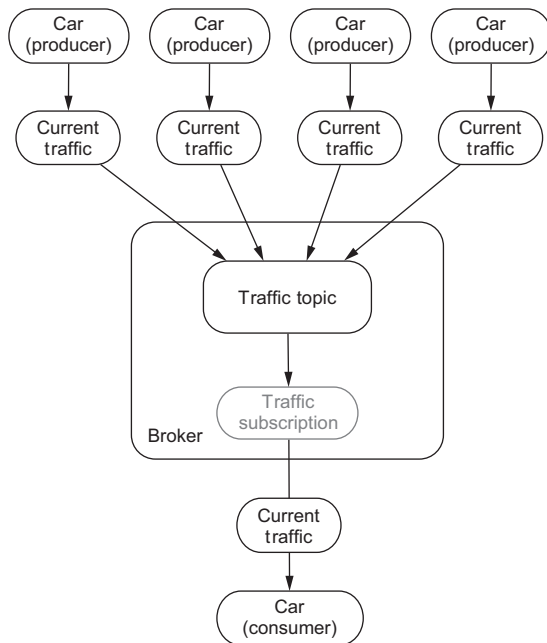 Car
(producer)
Car
(producer)
Car
(producer)
Car
(producer)
Current
traffic
Current
traffic
Current
traffic
Current
traffic
Traffic topic
Traffic
subscription
Broker
Current
traffic
Car
(consumer)